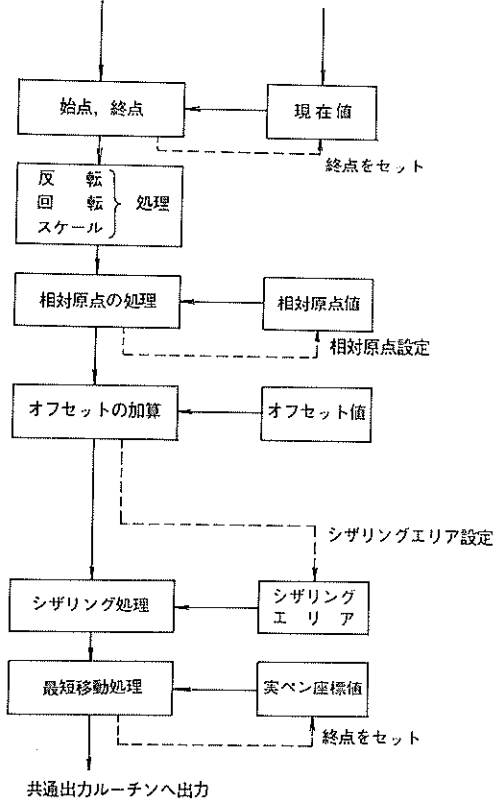 始点，終点
現在値
終点をセット
反　転
回　転
スケール
処理
相対原点の処理
相対原点値
相対原点設定
オフセットの加算
オフセット値
シザリングエリア設定
シザリング処理
シザリング
エ リ ア
最短移動処理
実ペン座標値
終点をセット
共通出力ルーチンへ出力